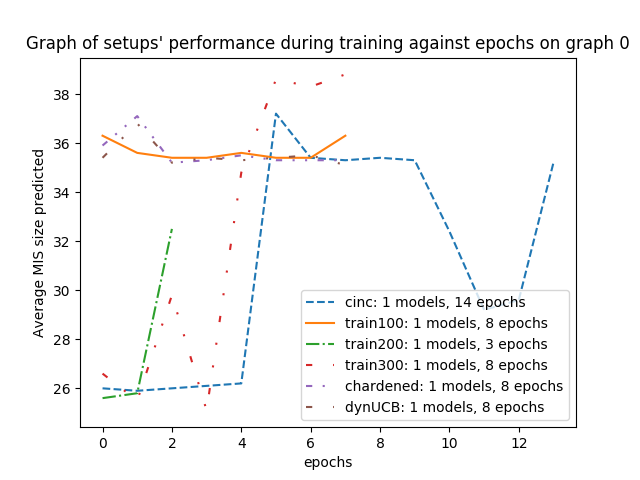 Graph of setups' performance during training against epochs on graph 0
Average MIS size predicted
38
36
34
32
30
28
26
0 2 4 6 8 10 12
epochs
cinc: 1 models, 14 epochs
train100: 1 models, 8 epochs
train200: 1 models, 3 epochs
train300: 1 models, 8 epochs
chardened: 1 models, 8 epochs
dynUCB: 1 models, 8 epochs